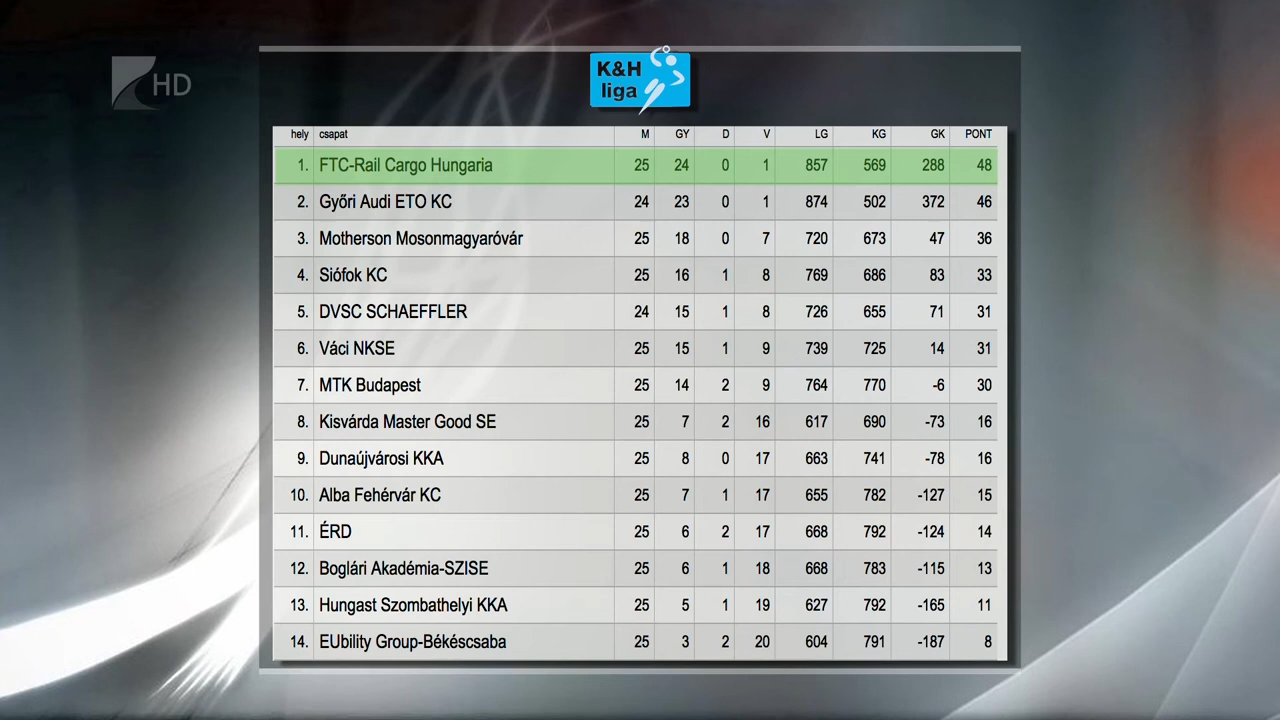 HD
K&H
liga
hely csapat M GY D V LG KG GK PONT
1. FTC-Rail Cargo Hungaria 25 24 0 1 857 569 288 48
2. Győri Audi ETO KC 24 23 0 1 874 502 372 46
3. Motherson Mosonmagyaróvár 25 18 0 7 720 673 47 36
4. Siófok KC 25 16 1 8 769 686 83 33
5. DVSC SCHAEFFLER 24 15 1 8 726 655 71 31
6. Váci NKSE 25 15 1 9 739 725 14 31
7. MTK Budapest 25 14 2 9 764 770 -6 30
8. Kisvárda Master Good SE 25 7 2 16 617 690 -73 16
9. Dunaújvárosi KKA 25 8 0 17 663 741 -78 16
10. Alba Fehérvár KC 25 7 1 17 655 782 -127 15
11. ÉRD 25 6 2 17 668 792 -124 14
12. Boglári Akadémia-SZISE 25 6 1 18 668 783 -115 13
13. Hungast Szombathelyi KKA 25 5 1 19 627 792 -165 11
14. EUbility Group-Békéscsaba 25 3 2 20 604 791 -187 8